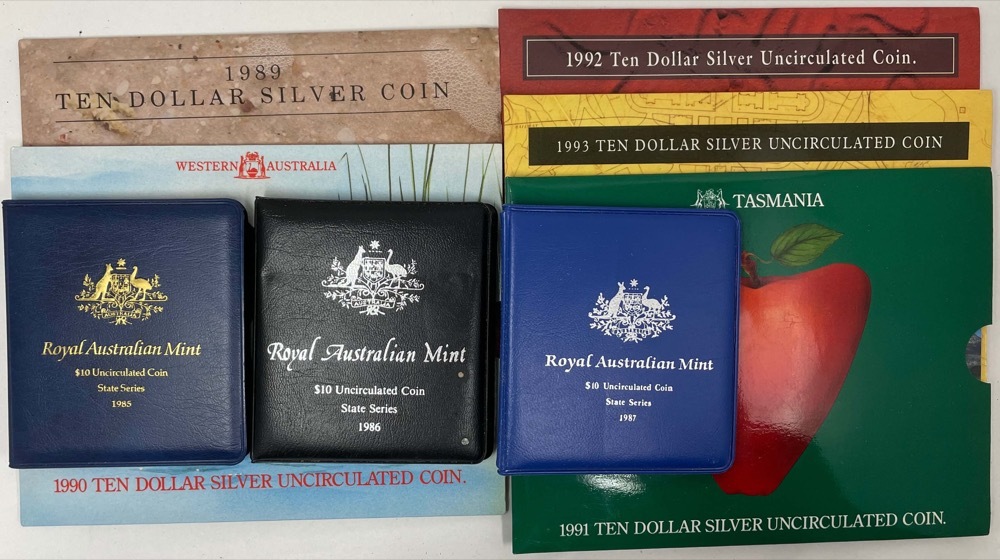 1989
TEN DOLLAR SILVER COIN
1992 Ten Dollar Silver Uncirculated Coin.
1993 TEN DOLLAR SILVER UNCIRCULATED COIN
WESTERN AUSTRALIA
TASMANIA
AUSTRALIA
Royal Australian Mint
$10 Uncirculated Coin
State Series
1985
AUSTRALIA
Royal Australian Mint
$10 Uncirculated Coin
State Series
1986
AUSTRALIA
Royal Australian Mint
$10 Uncirculated Coin
State Series
1987
1990 TEN DOLLAR SILVER UNCIRCULATED COIN.
1991 TEN DOLLAR SILVER UNCIRCULATED COIN.